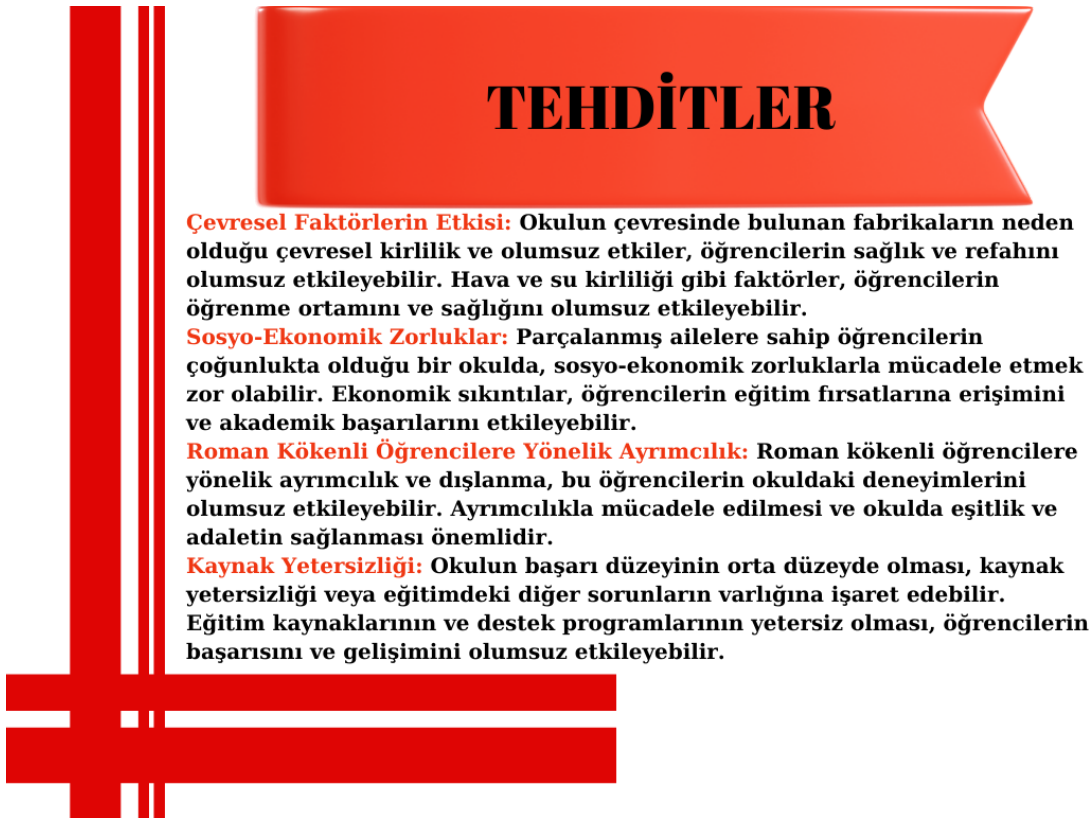 TEHDİTLER
Çevresel Faktörlerin Etkisi: Okulun çevresinde bulunan fabrikaların neden
olduğu çevresel kirlilik ve olumsuz etkiler, öğrencilerin sağlık ve refahını
olumsuz etkileyebilir. Hava ve su kirliliği gibi faktörler, öğrencilerin
öğrenme ortamını ve sağlığını olumsuz etkileyebilir.
Sosyo-Ekonomik Zorluklar: Parçalanmış ailelere sahip öğrencilerin
çoğunlukta olduğu bir okulda, sosyo-ekonomik zorluklarla mücadele etmek
zor olabilir. Ekonomik sıkıntılar, öğrencilerin eğitim fırsatlarına erişimini
ve akademik başarılarını etkileyebilir.
Roman Kökenli Öğrencilere Yönelik Ayrımcılık: Roman kökenli öğrencilere
yönelik ayrımcılık ve dışlanma, bu öğrencilerin okuldaki deneyimlerini
olumsuz etkileyebilir. Ayrımcılıkla mücadele edilmesi ve okulda eşitlik ve
adaletin sağlanması önemlidir.
Kaynak Yetersizliği: Okulun başarı düzeyinin orta düzeyde olması, kaynak
yetersizliği veya eğitimdeki diğer sorunların varlığına işaret edebilir.
Eğitim kaynaklarının ve destek programlarının yetersiz olması, öğrencilerin
başarısını ve gelişimini olumsuz etkileyebilir.